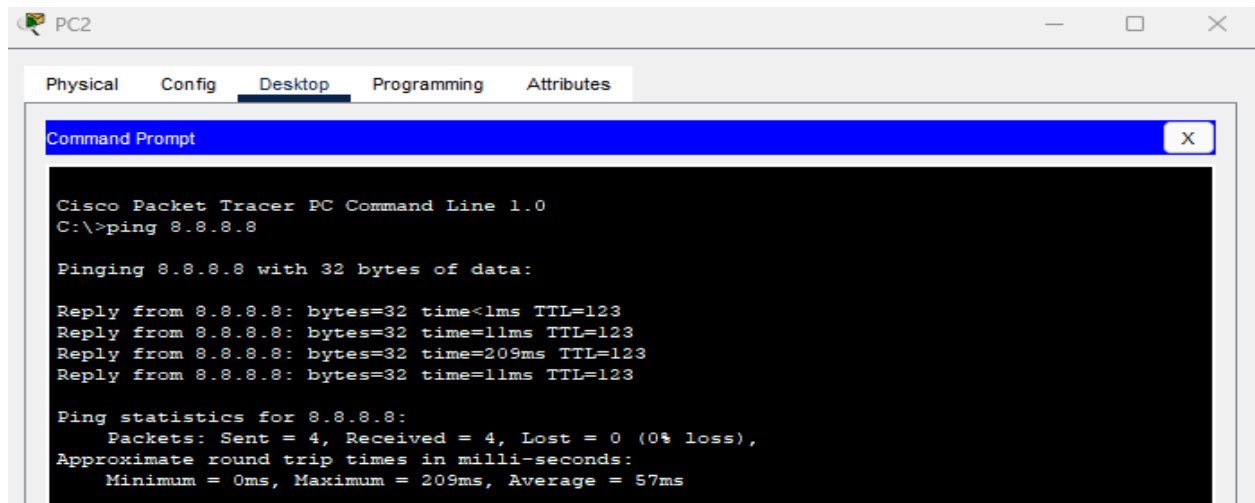 PC2
Physical Config Desktop Programming Attributes
Command Prompt
X
Cisco Packet Tracer PC Command Line 1.0
C:\>ping 8.8.8.8
Pinging 8.8.8.8 with 32 bytes of data:
Reply from 8.8.8.8: bytes=32 time<1ms TTL=123
Reply from 8.8.8.8: bytes=32 time=11ms TTL=123
Reply from 8.8.8.8: bytes=32 time=209ms TTL=123
Reply from 8.8.8.8: bytes=32 time=11ms TTL=123
Ping statistics for 8.8.8.8:
Packets: Sent = 4, Received = 4, Lost = 0 (0% loss),
Approximate round trip times in milli-seconds:
Minimum = 0ms, Maximum = 209ms, Average = 57ms